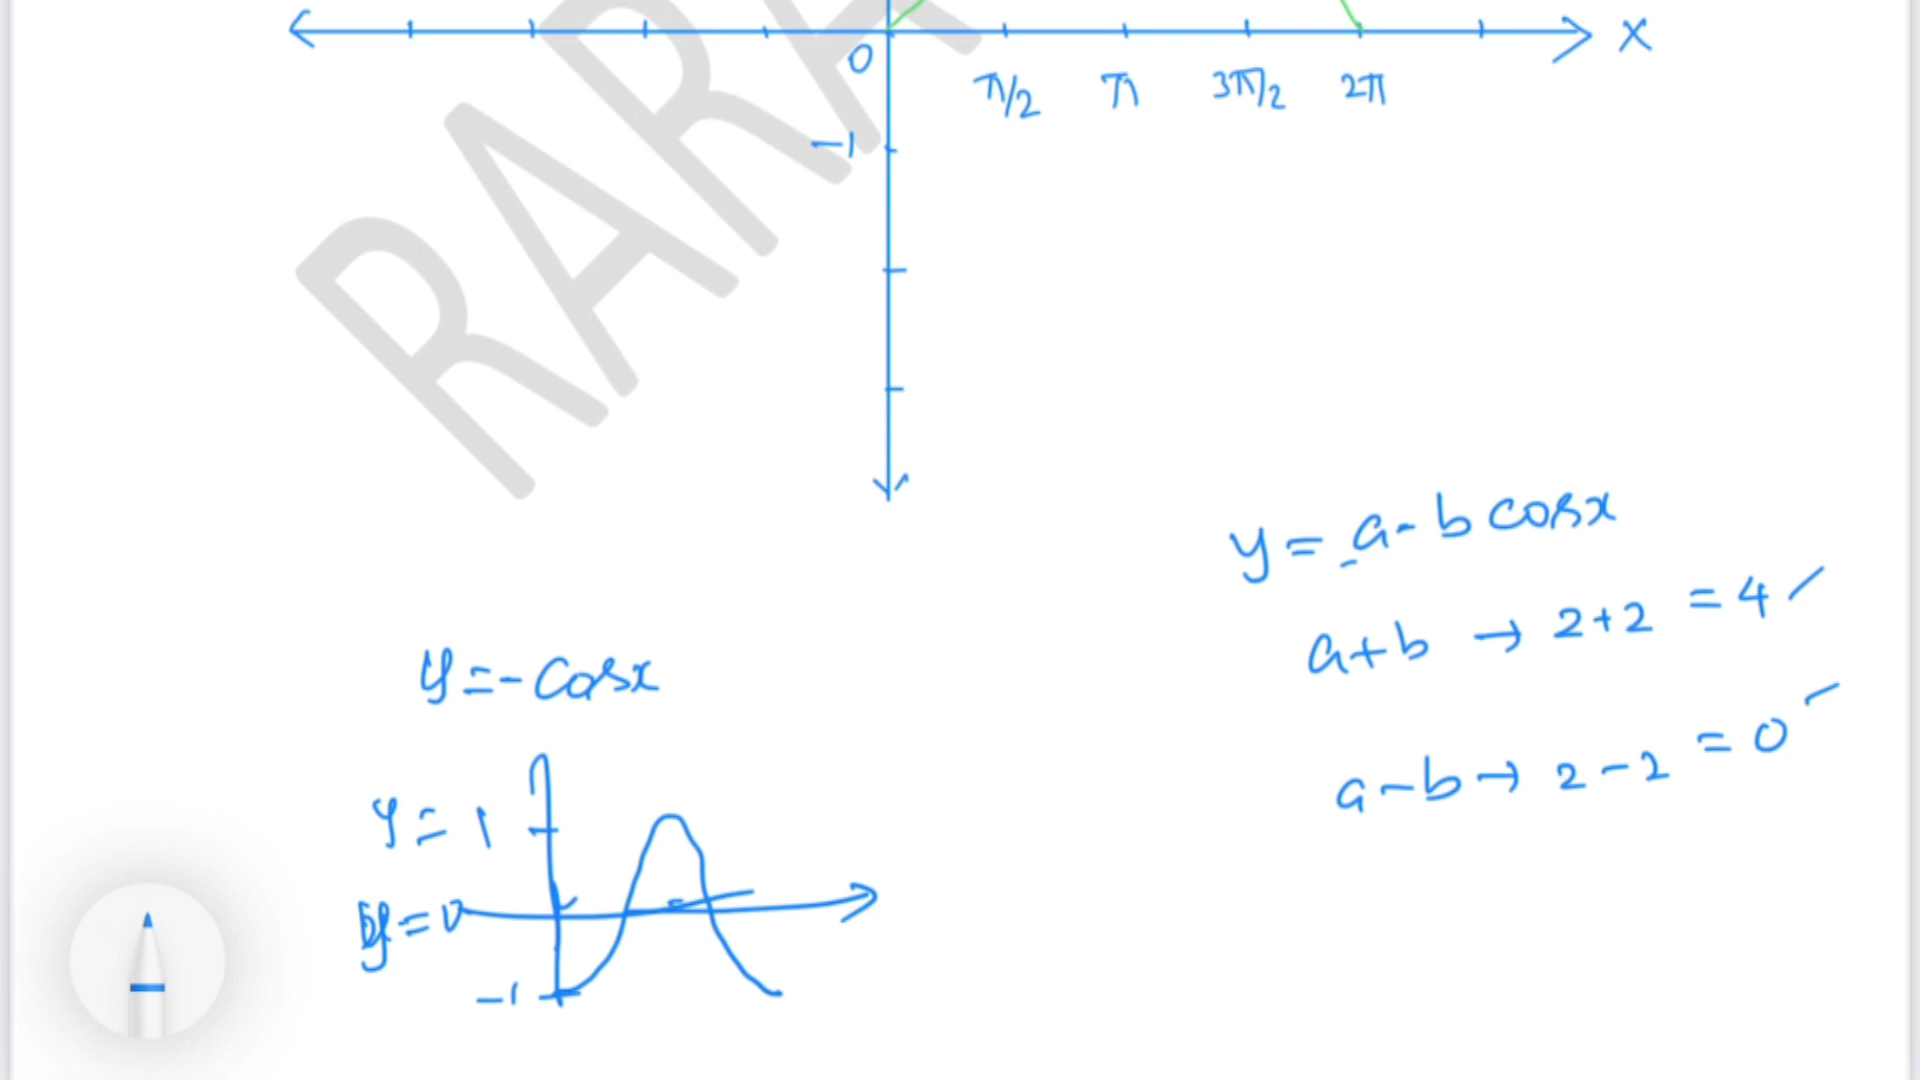 X
0 π/2 π 3π/2 2π
-1
y = a - b cosx
a+b → 2+2 = 4
y = - cosx
a-b → 2-2 = 0
y = 1
y = 0
-1
RARA